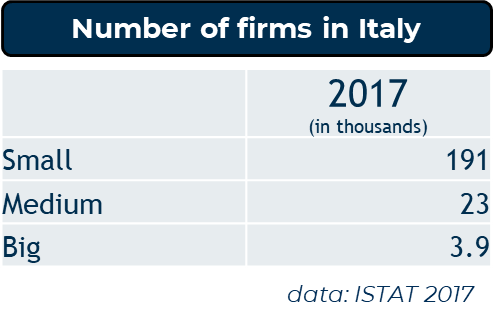 Number of firms in Italy
2017
(in thousands)
Small 191
Medium 23
Big 3.9
data: ISTAT 2017